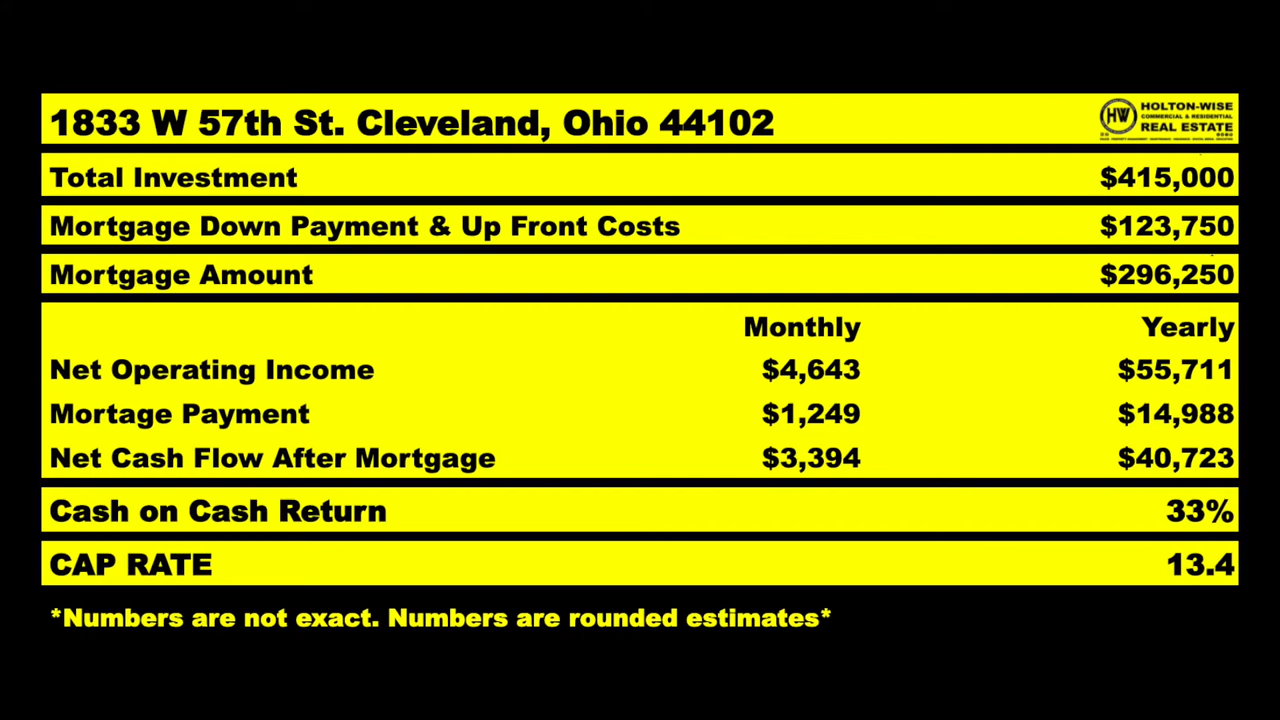 1833 W 57th St. Cleveland, Ohio 44102
HW
HOLTON-WISE
COMMERCIAL & RESIDENTIAL
REAL ESTATE
Total Investment $415,000
Mortgage Down Payment & Up Front Costs $123,750
Mortgage Amount $296,250
Monthly Yearly
Net Operating Income $4,643 $55,711
Mortage Payment $1,249 $14,988
Net Cash Flow After Mortgage $3,394 $40,723
Cash on Cash Return 33%
CAP RATE 13.4
*Numbers are not exact. Numbers are rounded estimates*